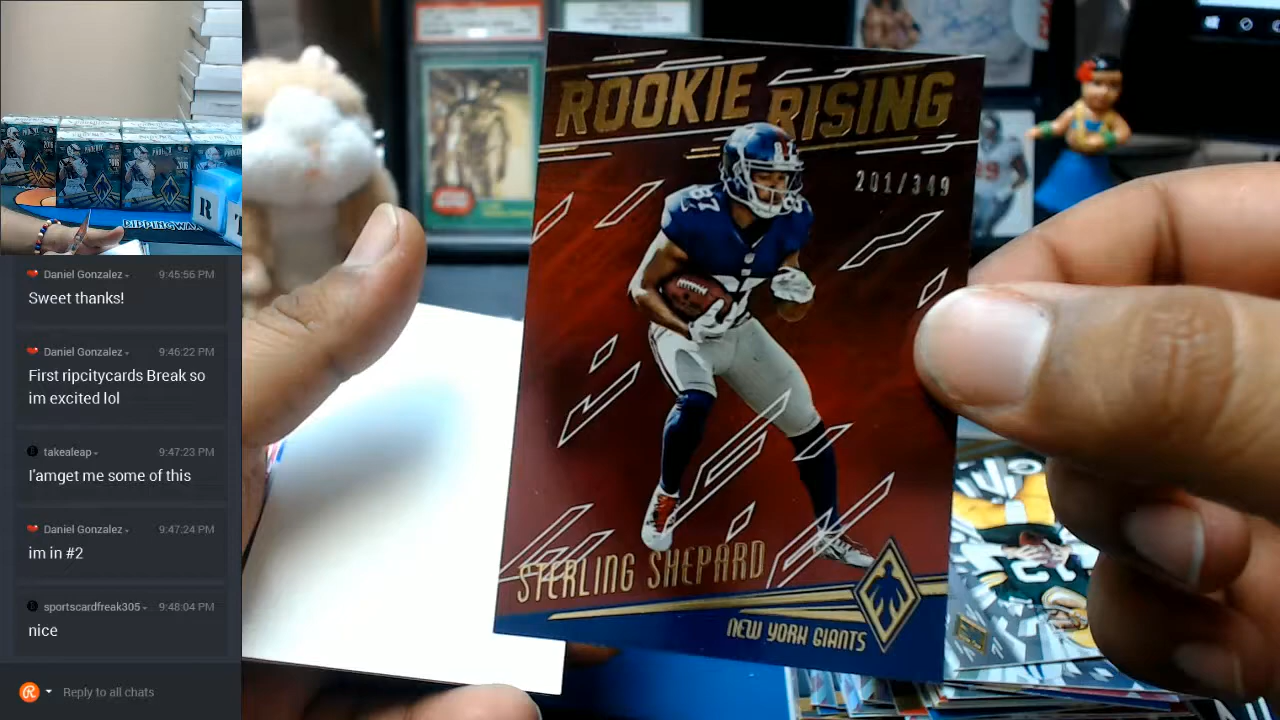 Daniel Gonzalez 9:45:56 PM
Sweet thanks!
Daniel Gonzalez 9:46:22 PM
First ripcitycards Break so
im excited lol
takealeap 9:47:23 PM
I'amget me some of this
Daniel Gonzalez 9:47:24 PM
im in #2
sportscardfreak305 9:48:04 PM
nice
Reply to all chats
ROOKIE RISING
201/349
87
STERLING SHEPARD
NEW YORK GIANTS
RIPPINGWAX
12